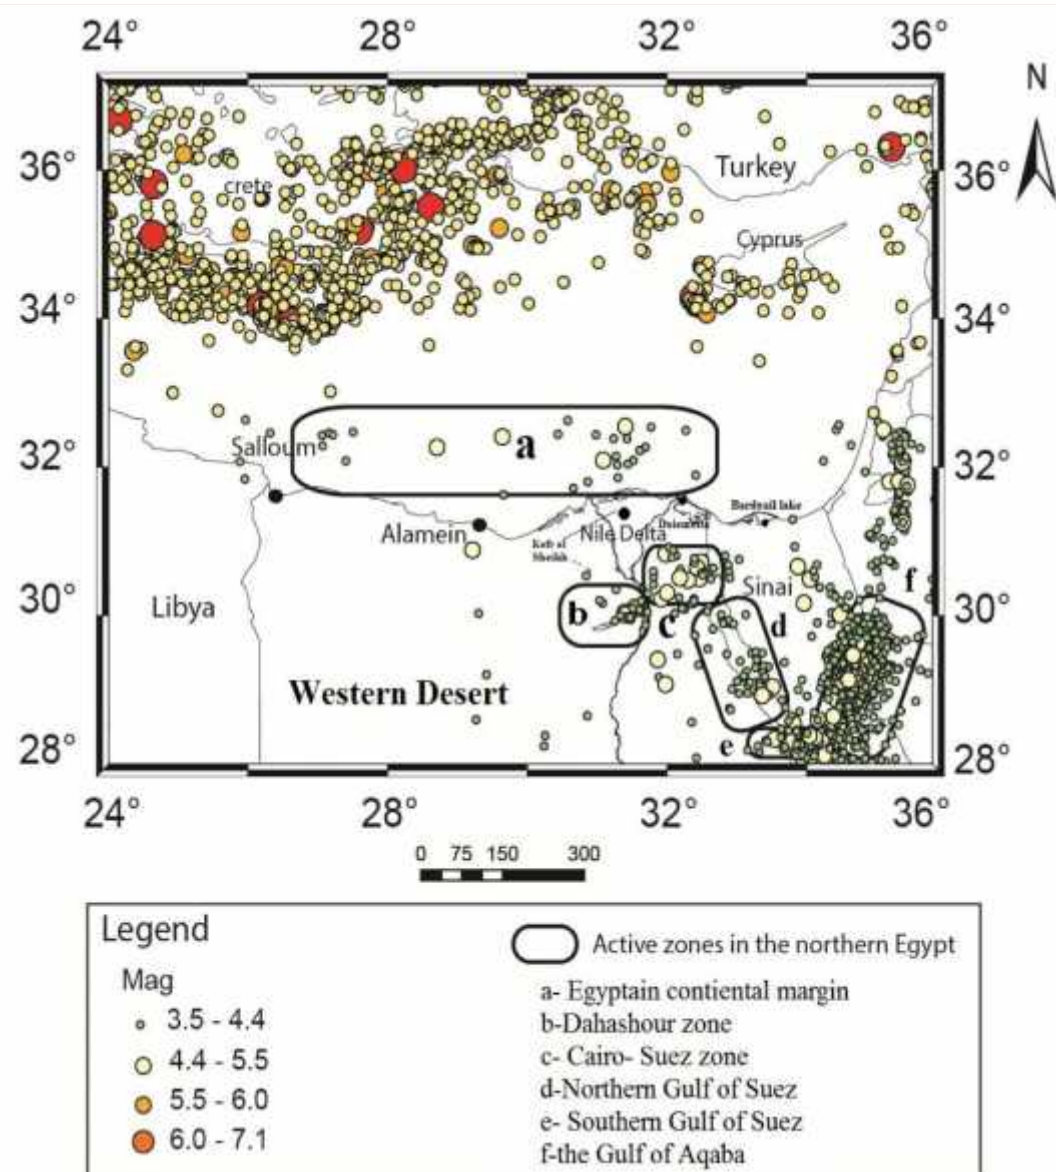 24° 28° 32° 36°
N
36° Turkey 36°
crete
Cyprus
34° 34°
Salloum a
32° 32°
Bardwail lake
Alamein Nile Delta
Kafr el
Sheikh
Sinai f
30° Libya b c d 30°
Western Desert
28° e 28°
24° 28° 32° 36°
0 75 150 300
Legend
Mag
3.5 - 4.4
4.4 - 5.5
5.5 - 6.0
6.0 - 7.1
Active zones in the northern Egypt
a- Egyptain contiental margin
b-Dahashour zone
c- Cairo- Suez zone
d-Northern Gulf of Suez
e- Southern Gulf of Suez
f-the Gulf of Aqaba